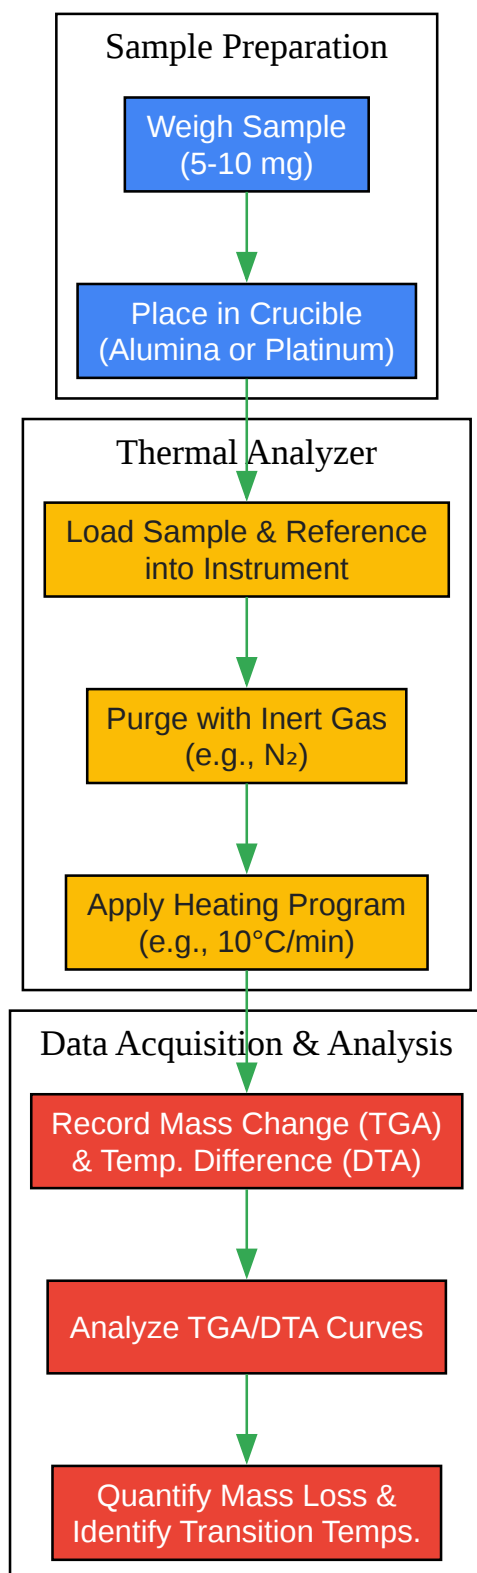 Sample Preparation
Weigh Sample
(5-10 mg)
Place in Crucible
(Alumina or Platinum)
Thermal Analyzer
Load Sample & Reference
into Instrument
Purge with Inert Gas
(e.g., N₂)
Apply Heating Program
(e.g., 10°C/min)
Data Acquisition & Analysis
Record Mass Change (TGA)
& Temp. Difference (DTA)
Analyze TGA/DTA Curves
Quantify Mass Loss &
Identify Transition Temps.